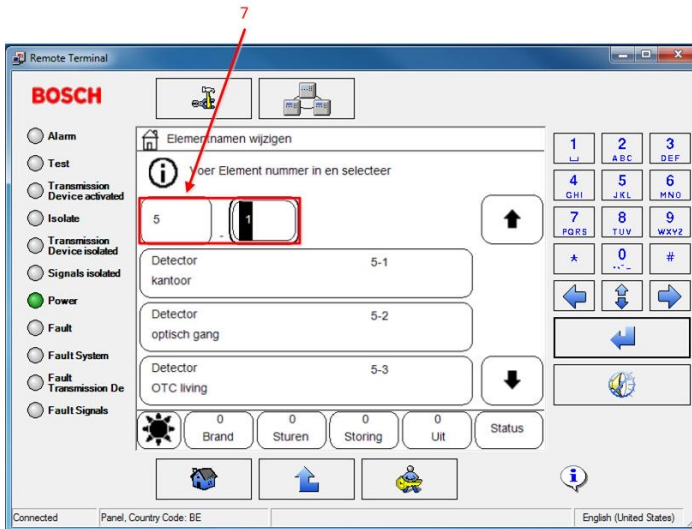 7
Remote Terminal
BOSCH
Alarm
Test
Transmission
Device activated
Isolate
Transmission
Device isolated
Signals isolated
Power
Fault
Fault System
Fault
Transmission De
Fault Signals
Elementnamen wijzigen
Voer Element nummer in en selecteer
5 - 1
Detector 5-1
kantoor
Detector 5-2
optisch gang
Detector 5-3
OTC living
0 Brand
0 Sturen
0 Storing
0 Uit
Status
1 2 3
ABC DEF
4 5 6
GHI JKL MNO
7 8 9
PQRS TUV WXYZ
* 0 #
Connected
Panel, Country Code: BE
English (United States)